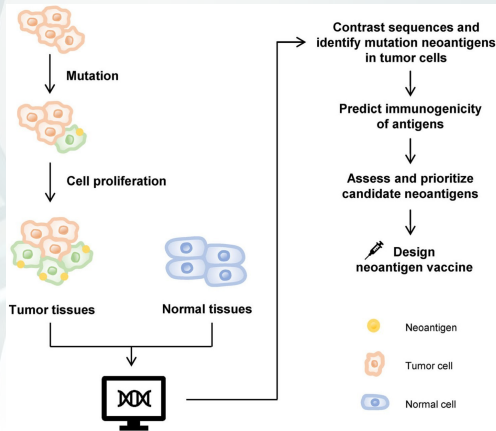 Mutation
Cell proliferation
Tumor tissues
Normal tissues
Contrast sequences and
identify mutation neoantigens
in tumor cells
Predict immunogenicity
of antigens
Assess and prioritize
candidate neoantigens
Design
neoantigen vaccine
Neoantigen
Tumor cell
Normal cell